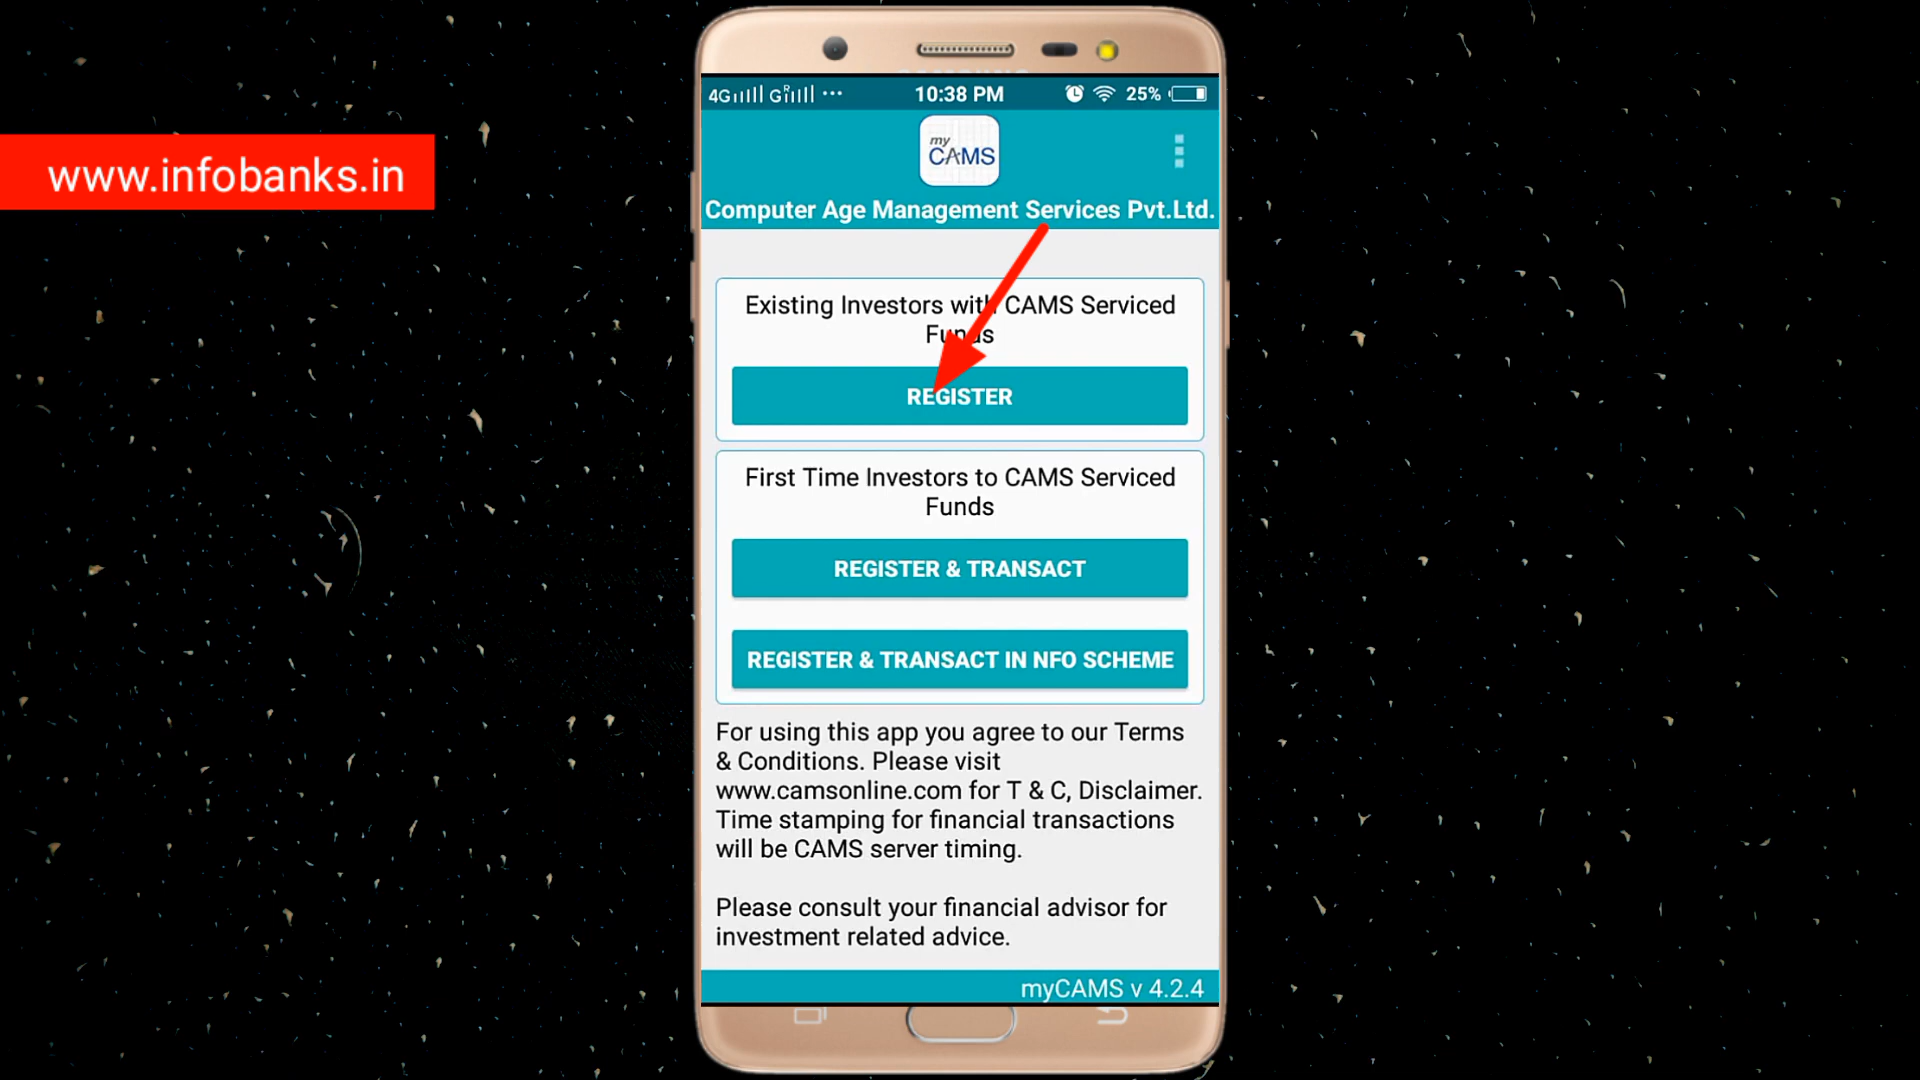 www.infobanks.in
4G G R ...
10:38 PM
25%
my
CAMS
Computer Age Management Services Pvt.Ltd.
Existing Investors with CAMS Serviced
Funds
REGISTER
First Time Investors to CAMS Serviced
Funds
REGISTER & TRANSACT
REGISTER & TRANSACT IN NFO SCHEME
For using this app you agree to our Terms
& Conditions. Please visit
www.camsonline.com for T & C, Disclaimer.
Time stamping for financial transactions
will be CAMS server timing.
Please consult your financial advisor for
investment related advice.
myCAMS v 4.2.4